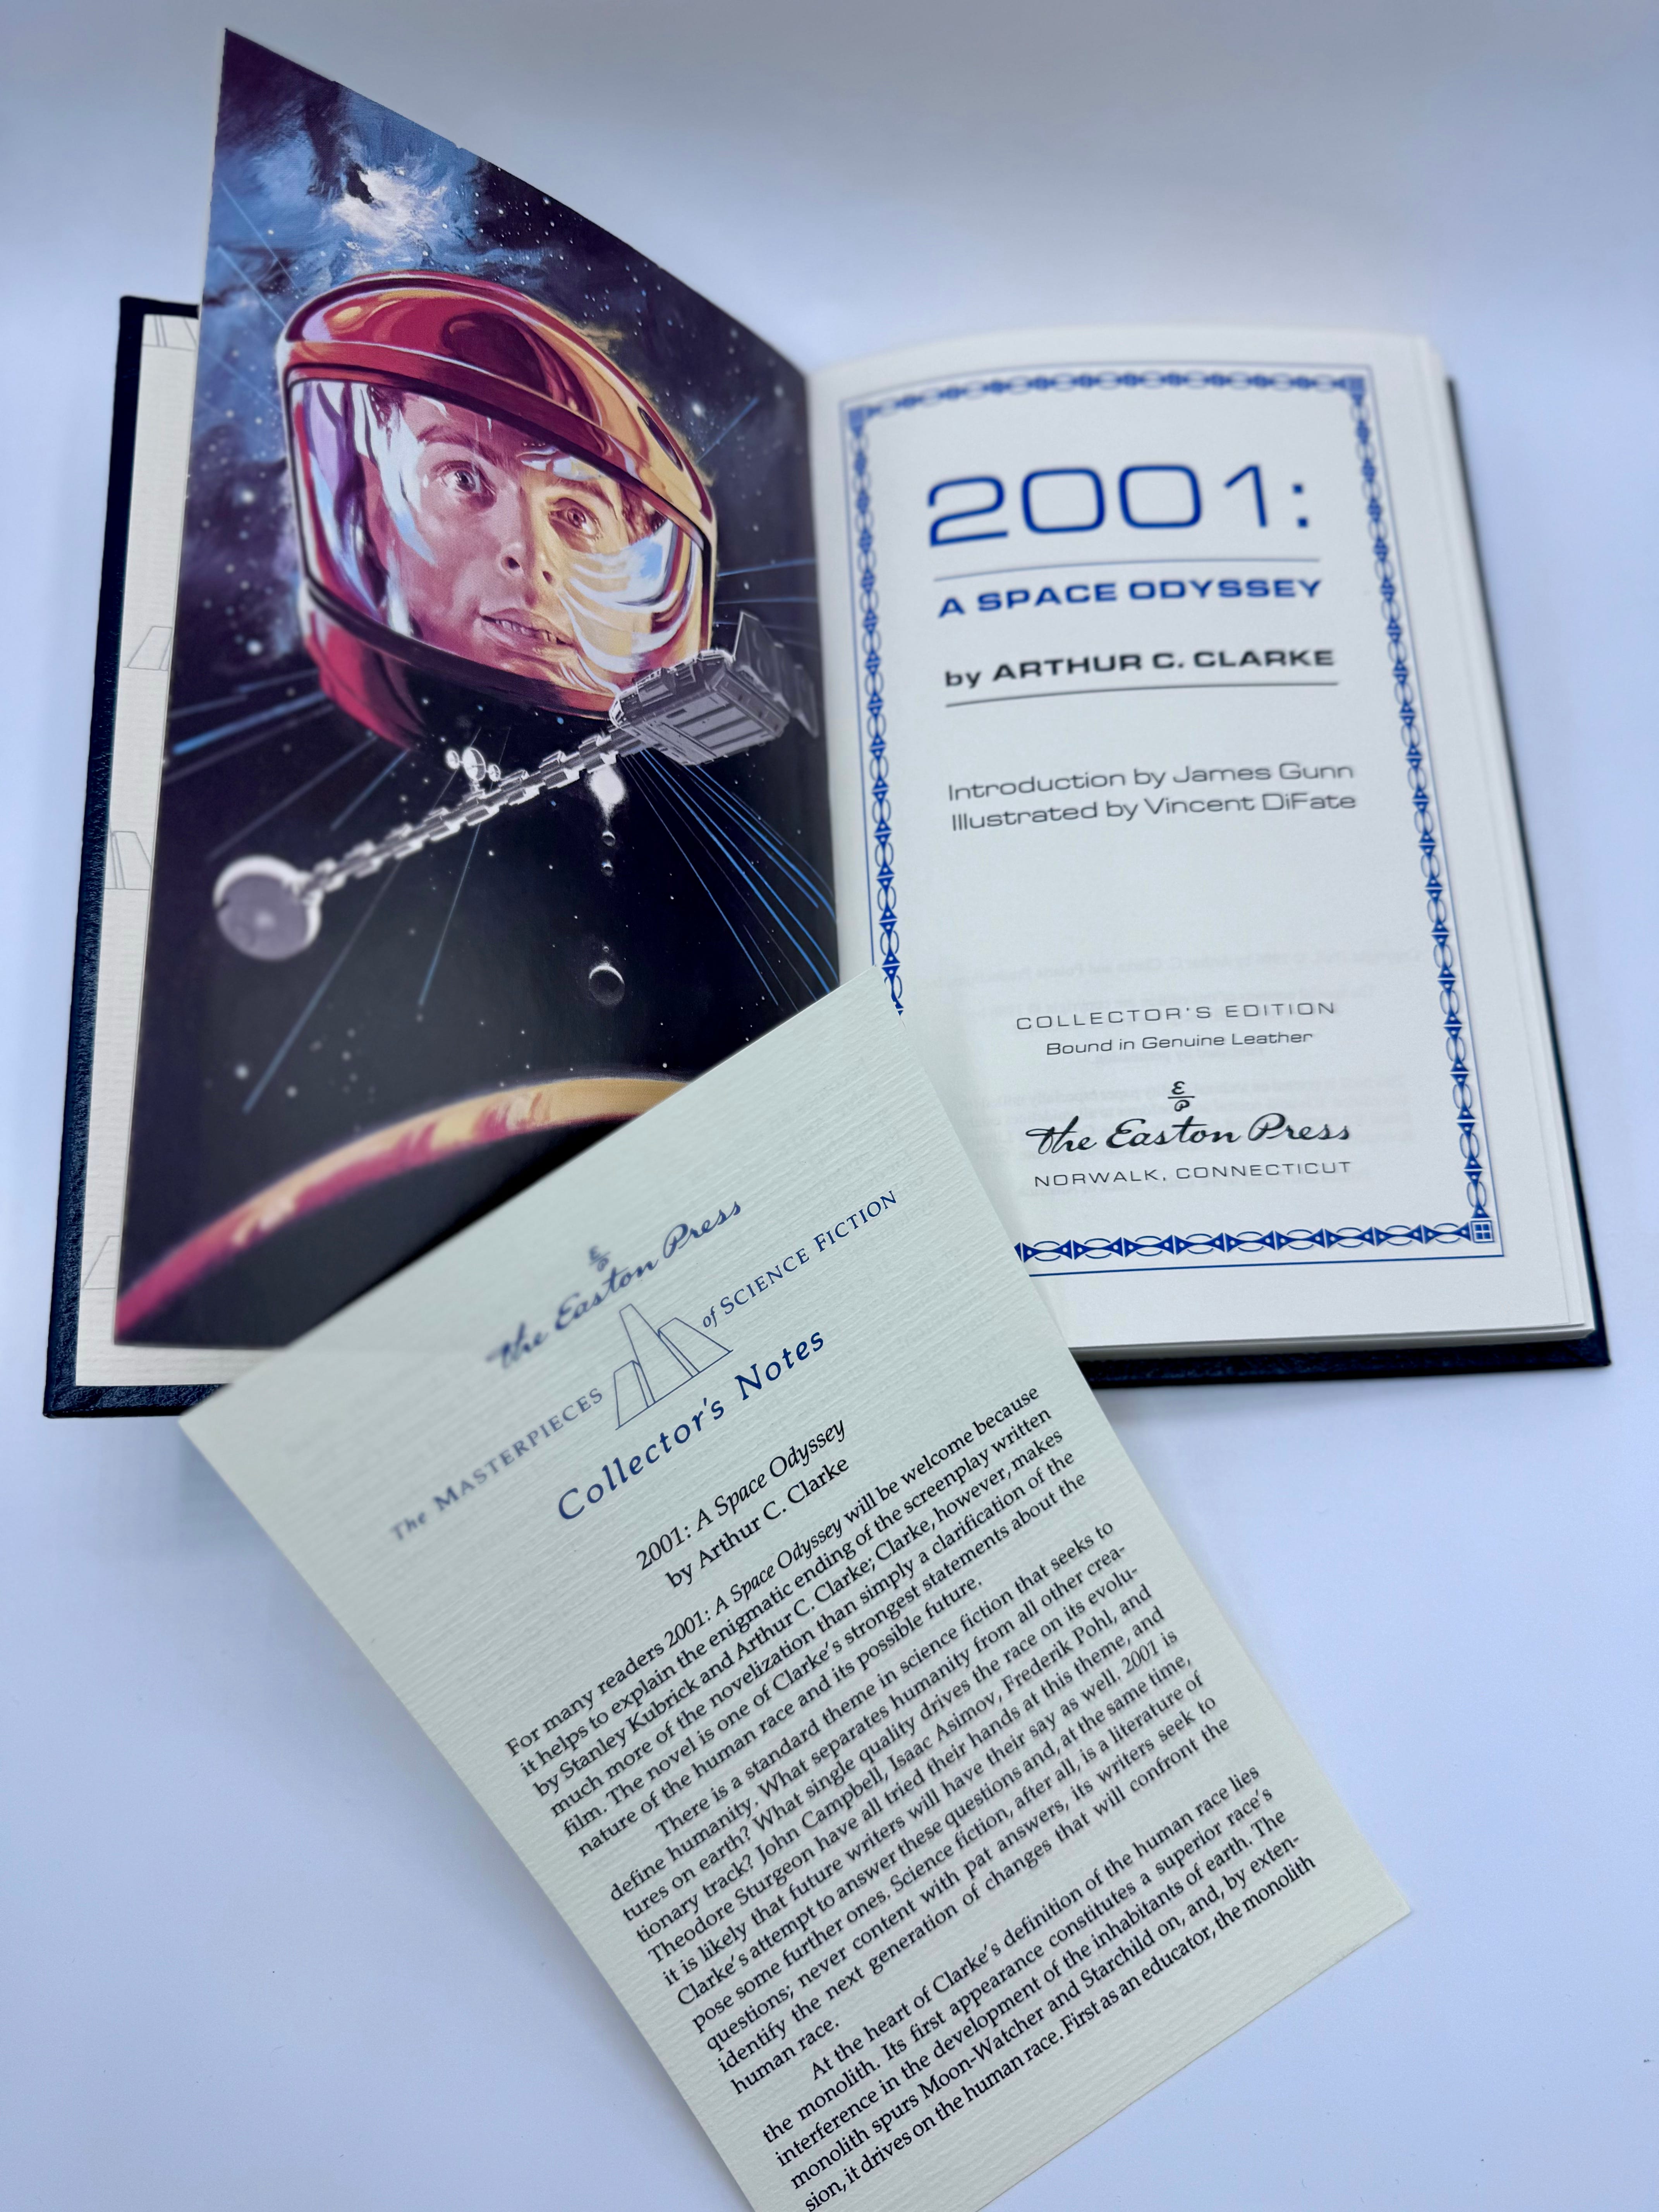 2001:
A SPACE ODYSSEY
by ARTHUR C. CLARKE
Introduction by James Gunn
Illustrated by Vincent DiFate
COLLECTOR'S EDITION
Bound in Genuine Leather
The Easton Press
NORWALK, CONNECTICUT
The Easton Press
The MASTERPIECES of SCIENCE FICTION
Collector's Notes
2001: A Space Odyssey
by Arthur C. Clarke
For many readers 2001: A Space Odyssey will be welcome because
it helps to explain the enigmatic ending of the screenplay written
by Stanley Kubrick and Arthur C. Clarke; Clarke, however, makes
much more of the novelization than simply a clarification of the
film. The novel is one of Clarke's strongest statements about the
nature of the human race and its possible future.
There is a standard theme in science fiction that seeks to
define humanity. What separates humanity from all other crea-
tures on earth? What single quality drives the race on its evolu-
tionary track? John Campbell, Isaac Asimov, Frederik Pohl, and
Theodore Sturgeon have all tried their hands at this theme, and
it is likely that future writers will have their say as well. 2001 is
Clarke's attempt to answer these questions and, at the same time,
pose some further ones. Science fiction, after all, is a literature of
questions; never content with pat answers, its writers seek to
identify the next generation of changes that will confront the
human race.
At the heart of Clarke's definition of the human race lies
the monolith. Its first appearance constitutes a superior race's
interference in the development of the inhabitants of earth. The
monolith spurs Moon-Watcher and Starchild on, and, by exten-
sion, it drives on the human race. First as an educator, the monolith